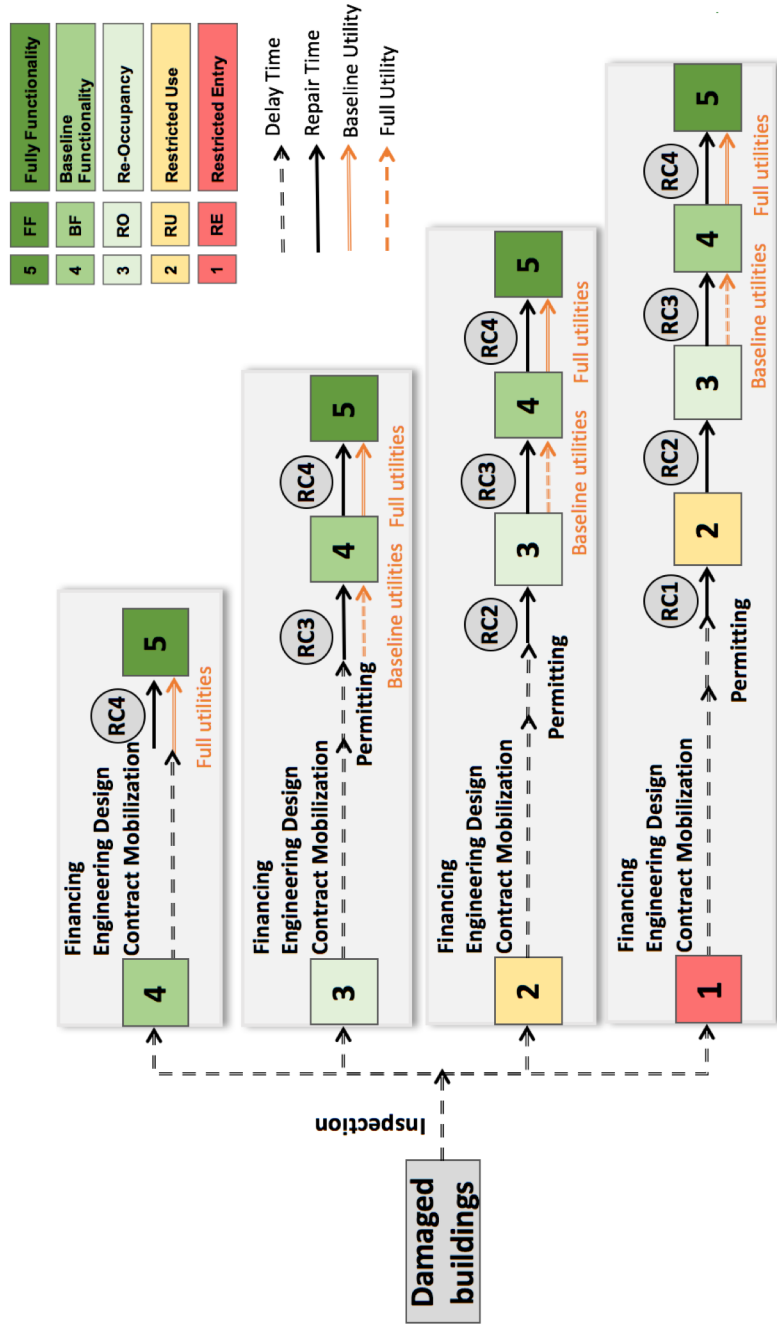 Damaged
buildings
Inspection
4
Financing
Engineering Design
Contract Mobilization
RC4
Full utilities
5
3
Financing
Engineering Design
Contract Mobilization
Permitting
RC3
Baseline utilities
4
RC4
Full utilities
5
2
Financing
Engineering Design
Contract Mobilization
Permitting
RC2
3
RC3
Baseline utilities
4
RC4
Full utilities
5
1
Financing
Engineering Design
Contract Mobilization
Permitting
RC1
2
RC2
3
RC3
Baseline utilities
4
RC4
Full utilities
5
5 FF Fully Functionality
4 BF Baseline
Functionality
3 RO Re-Occupancy
2 RU Restricted Use
1 RE Restricted Entry
Delay Time
Repair Time
Baseline Utility
Full Utility